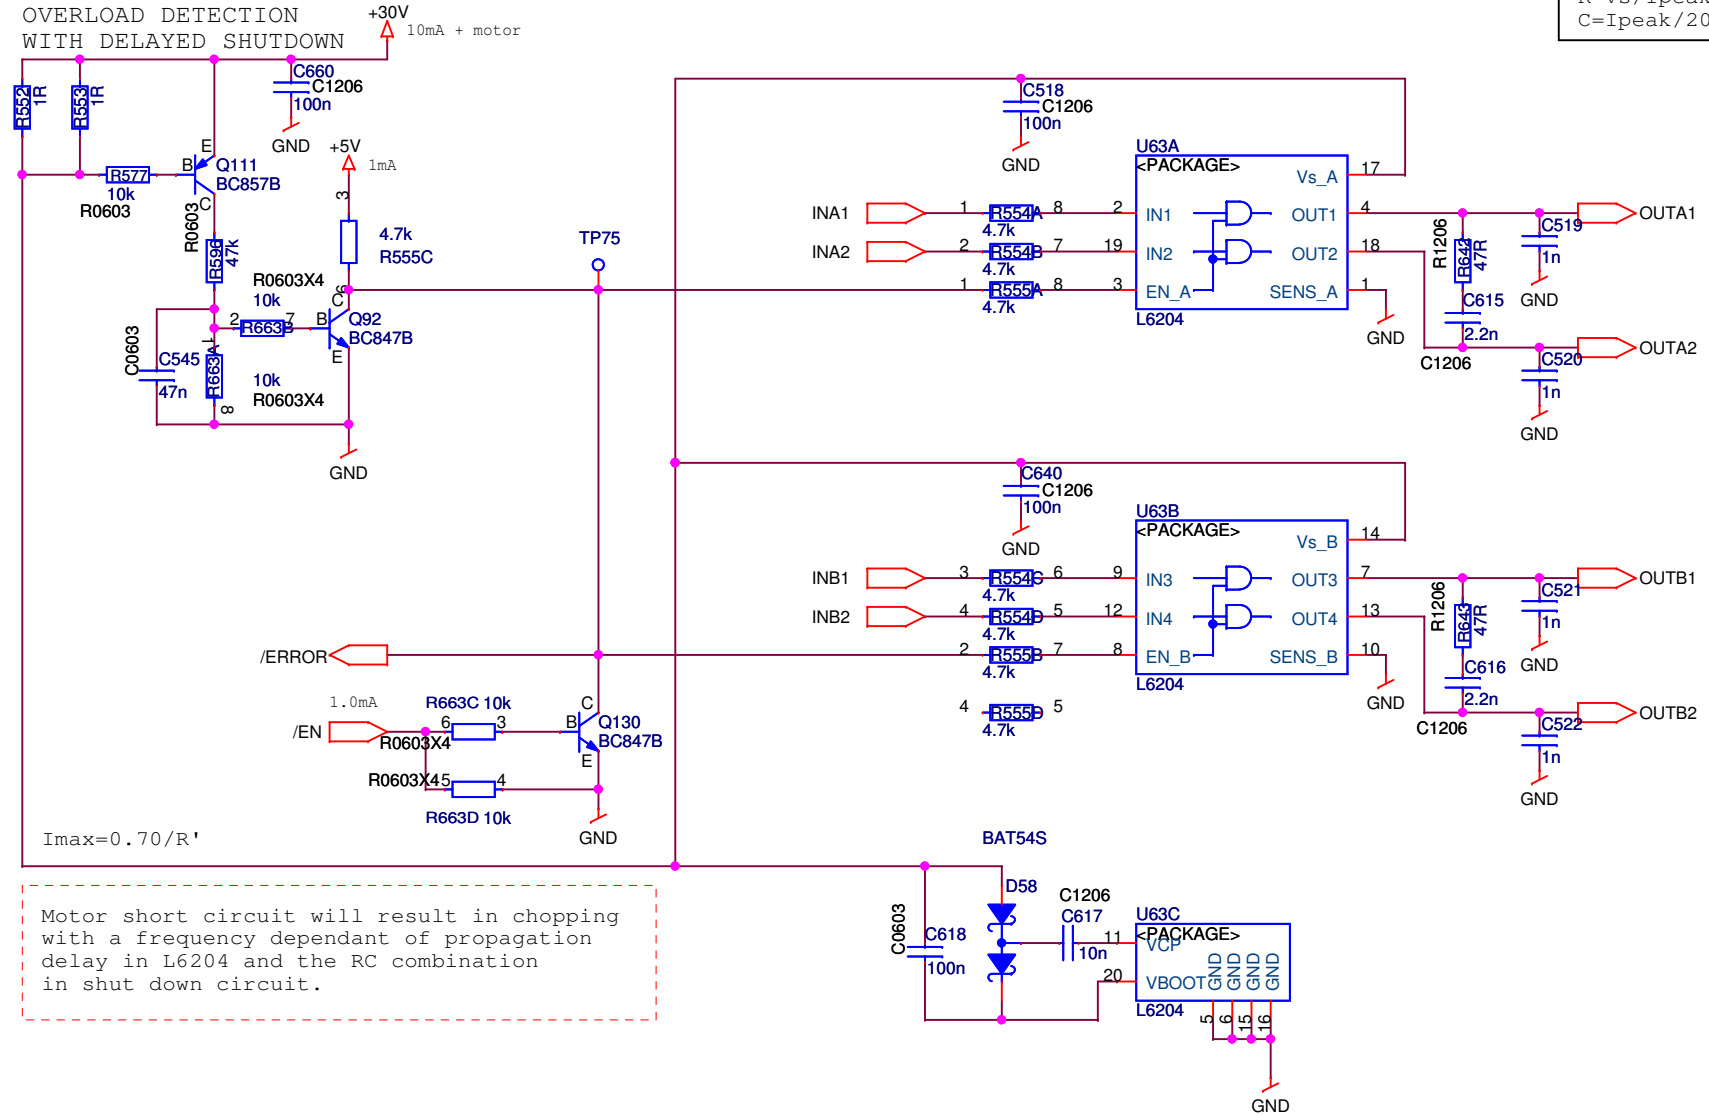 OVERLOAD DETECTION
WITH DELAYED SHUTDOWN
+30V
10mA + motor
C=Ipeak/20
R552
1R
R553
1R
C660
C1206
100n
GND
E
B
Q111
BC857B
C
R577
10k
R0603
+5V
1mA
3
4.7k
R555C
6
R0603
R596
47k
R0603X4
10k
2
R663B
7
C
B
Q92
BC847B
E
C0603
C545
47n
1
R663A
8
10k
R0603X4
GND
TP75
C518
C1206
100n
GND
U63A
<PACKAGE>
Vs_A
17
INA1
1
R554A
8
4.7k
2
IN1
OUT1
4
INA2
2
R554B
7
4.7k
19
IN2
OUT2
18
1
R555A
8
4.7k
3
EN_A
SENS_A
1
L6204
GND
R1206
R642
47R
C615
2.2n
C1206
C519
1n
GND
OUTA1
C520
1n
GND
OUTA2
C640
C1206
100n
GND
U63B
<PACKAGE>
Vs_B
14
INB1
3
R554C
6
4.7k
9
IN3
OUT3
7
INB2
4
R554D
5
4.7k
12
IN4
OUT4
13
2
R555B
7
4.7k
8
EN_B
SENS_B
10
L6204
GND
4
R555D
5
4.7k
R1206
R643
47R
C616
2.2n
C1206
C521
1n
GND
OUTB1
C522
1n
GND
OUTB2
/ERROR
1.0mA
/EN
R663C 10k
6
3
R0603X4
C
B
Q130
BC847B
E
R0603X4
5
4
R663D 10k
GND
Imax=0.70/R'
Motor short circuit will result in chopping
with a frequency dependant of propagation
delay in L6204 and the RC combination
in shut down circuit.
BAT54S
D58
C0603
C618
100n
C1206
C617
10n
U63C
<PACKAGE>
11
VCP
20
VBOOT
GND
GND
GND
GND
L6204
5
6
15
16
GND